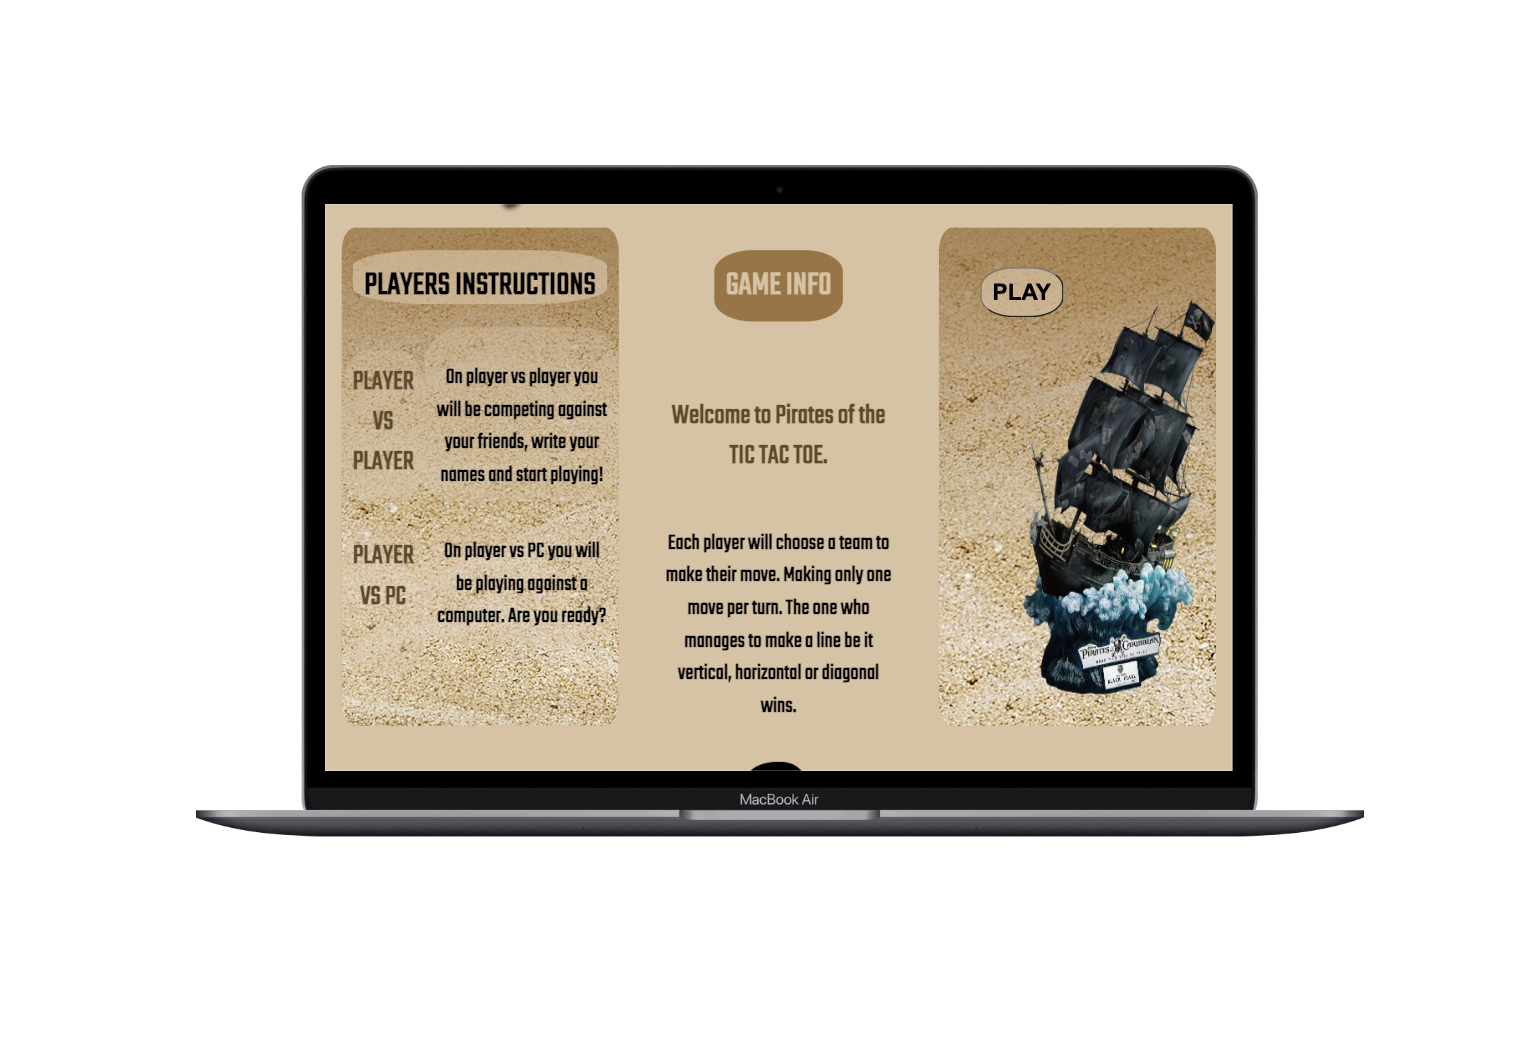 PLAYERS INSTRUCTIONS
PLAYER
VS
PLAYER
On player vs player you
will be competing against
your friends, write your
names and start playing!
PLAYER
VS PC
On player vs PC you will
be playing against a
computer. Are you ready?
GAME INFO
Welcome to Pirates of the
TIC TAC TOE.
Each player will choose a team to
make their move. Making only one
move per turn. The one who
manages to make a line be it
vertical, horizontal or diagonal
wins.
PLAY
PIRATES of the CARIBBEAN
BLACK PEARL
MacBook Air